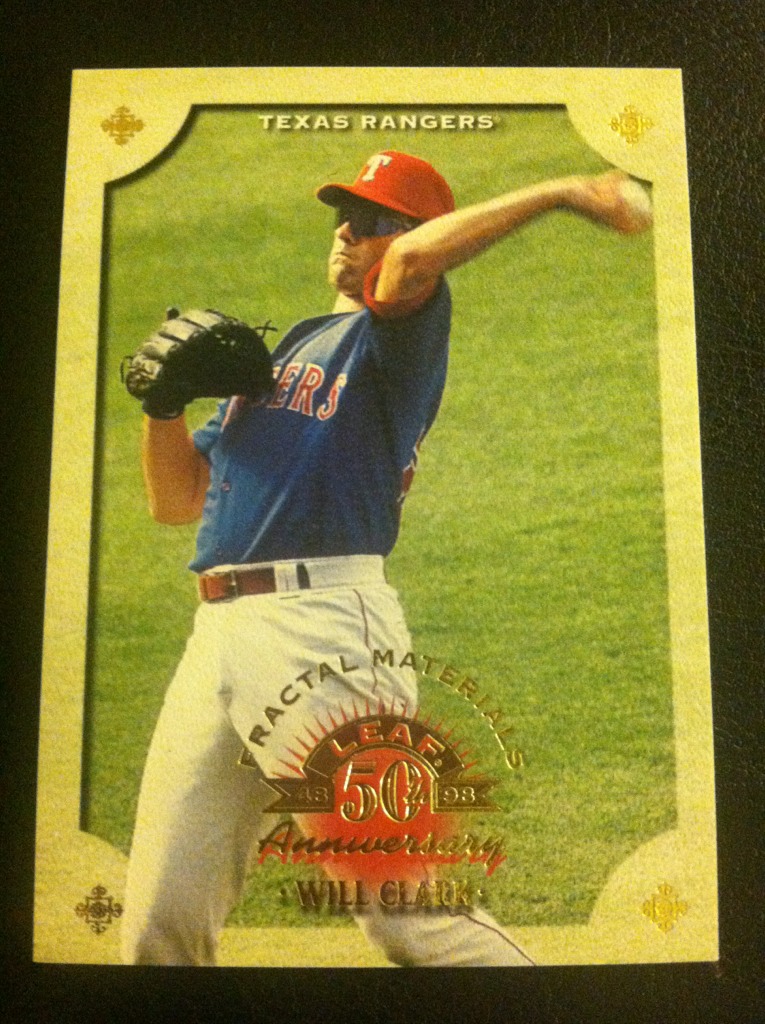 TEXAS RANGERS
T
ERS
FRACTAL MATERIALS
LEAF
48 50th 98
Anniversary
· WILL CLARK ·